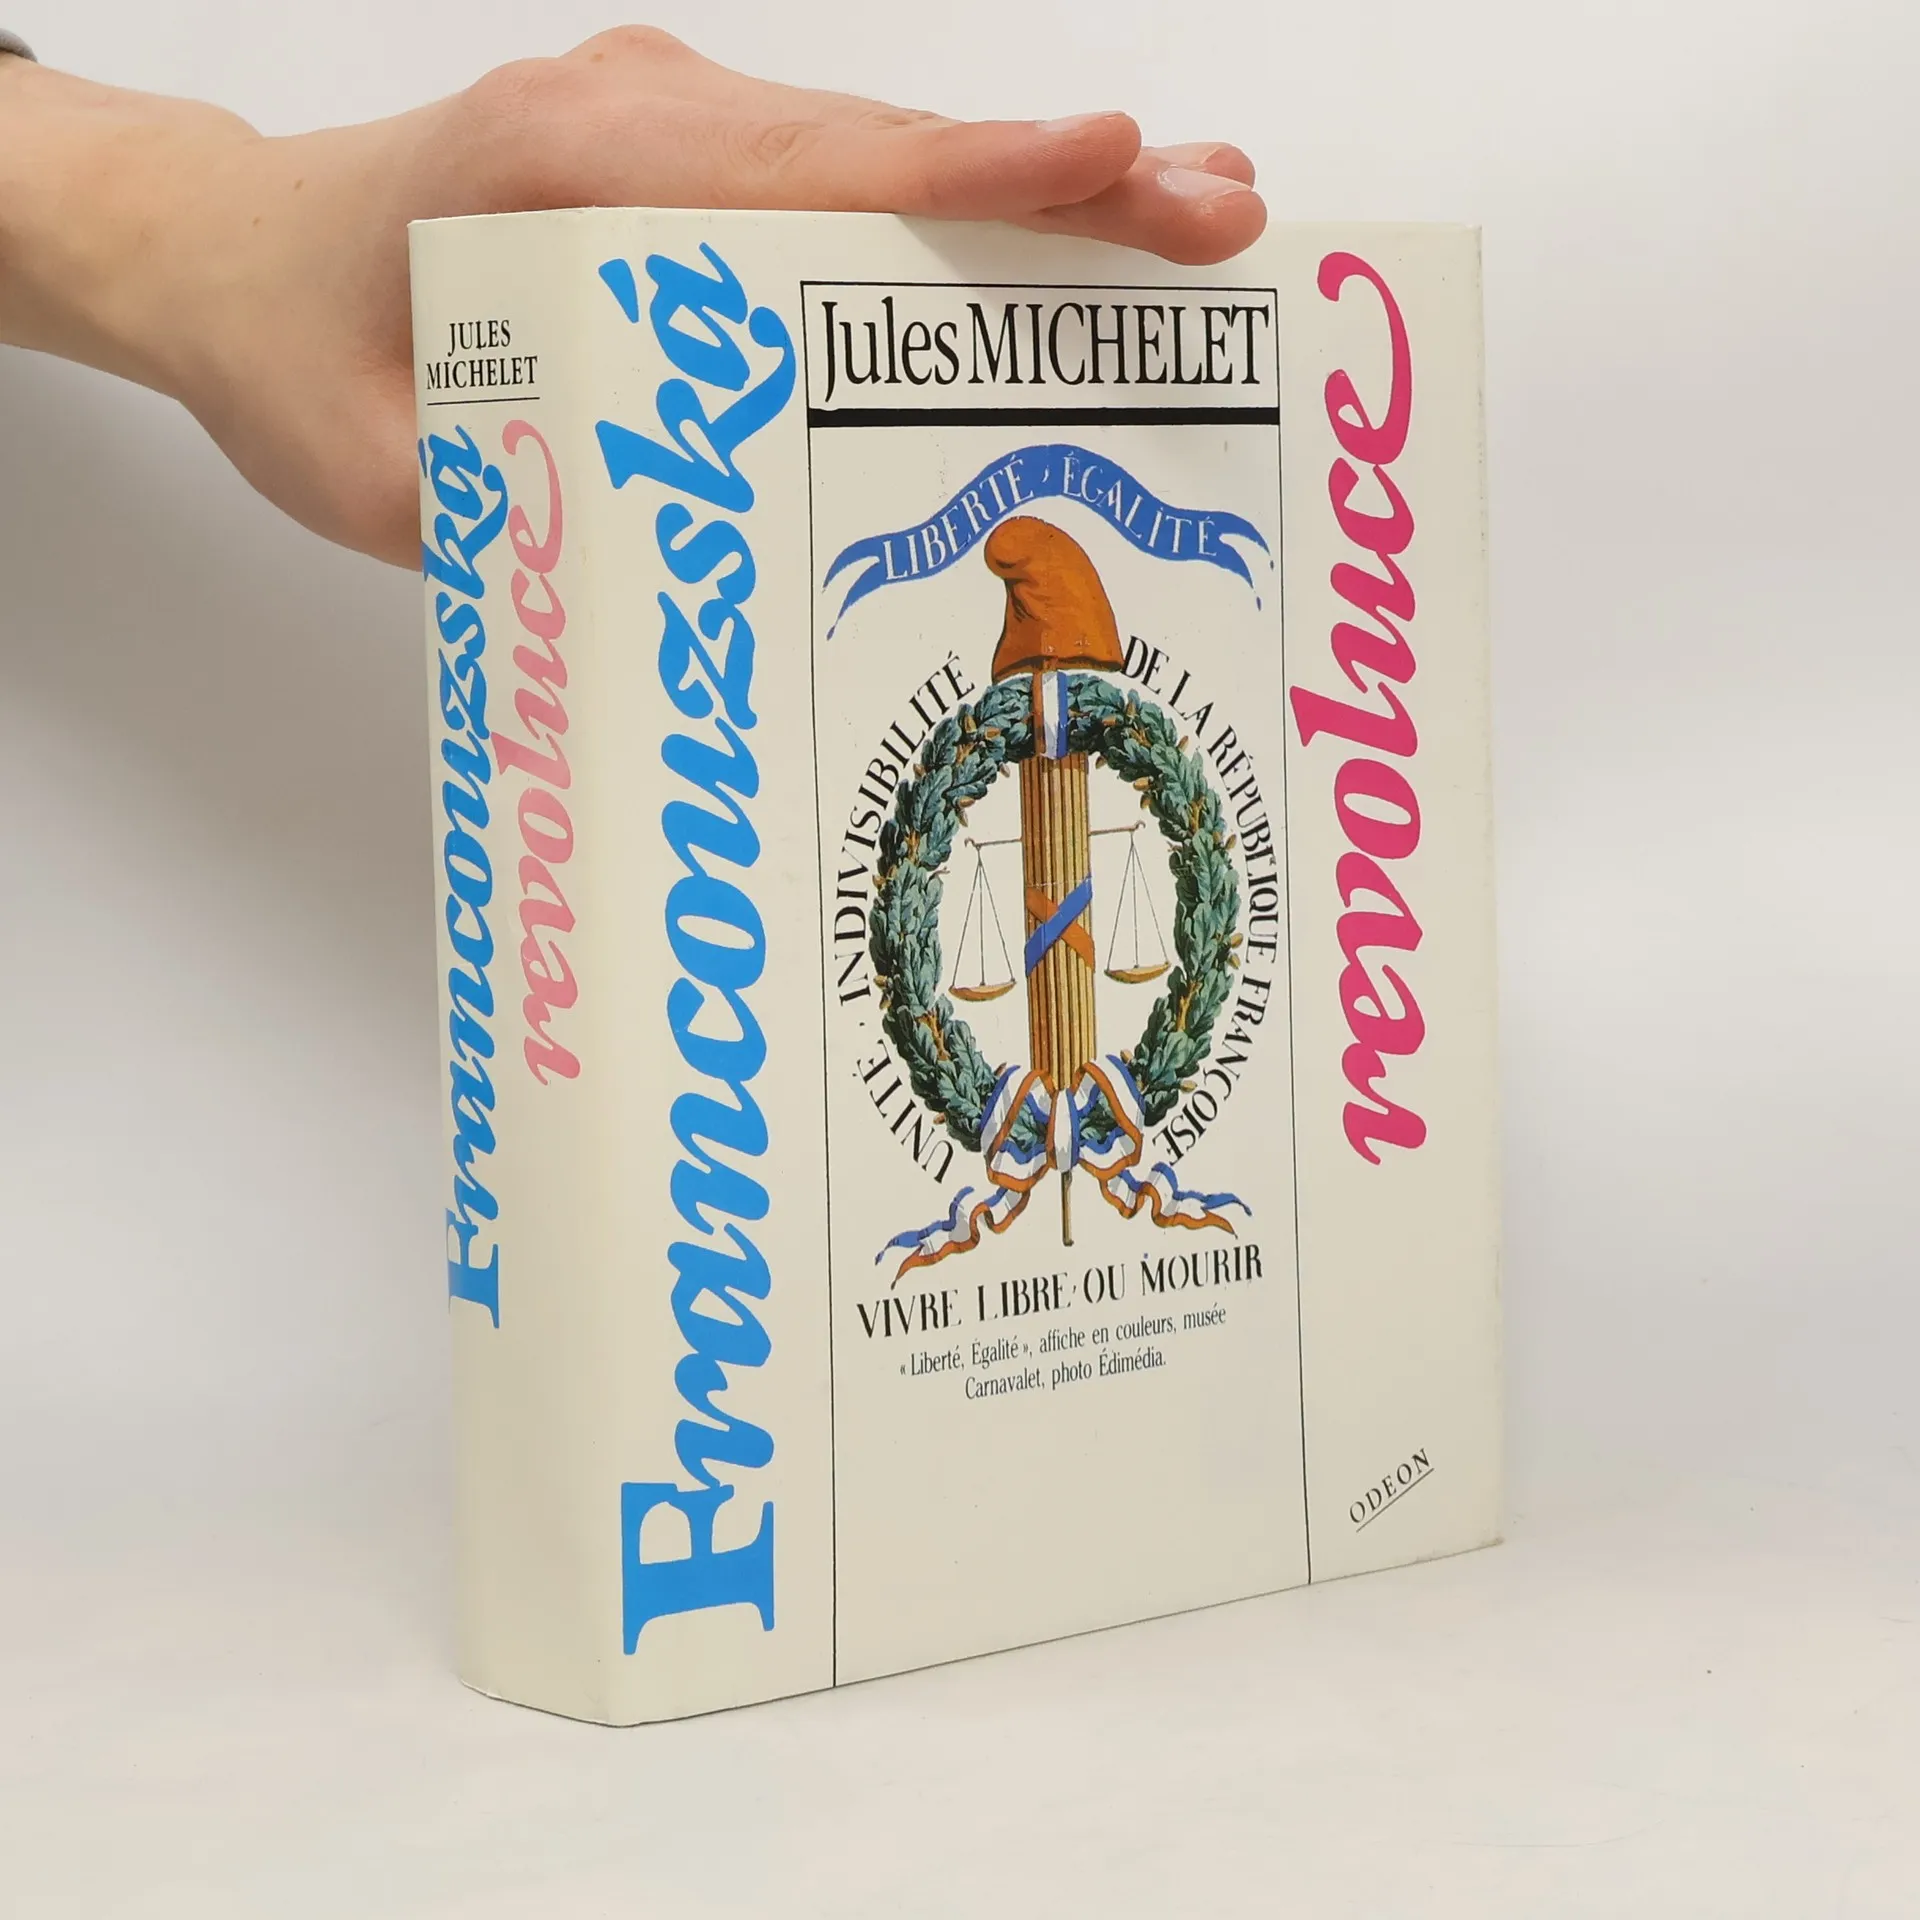 JULES
MICHELET
Francouzská
revoluce
Francouzská
Jules MICHELET
LIBERTÉ, ÉGALITÉ
UNITÉ · INDIVISIBILITÉ
DE LA RÉPUBLIQUE FRANÇOISE
VIVRE LIBRE, OU MOURIR
« Liberté, Égalité », affiche en couleurs, musée
Carnavalet, photo Édimédia.
revoluce
ODEON